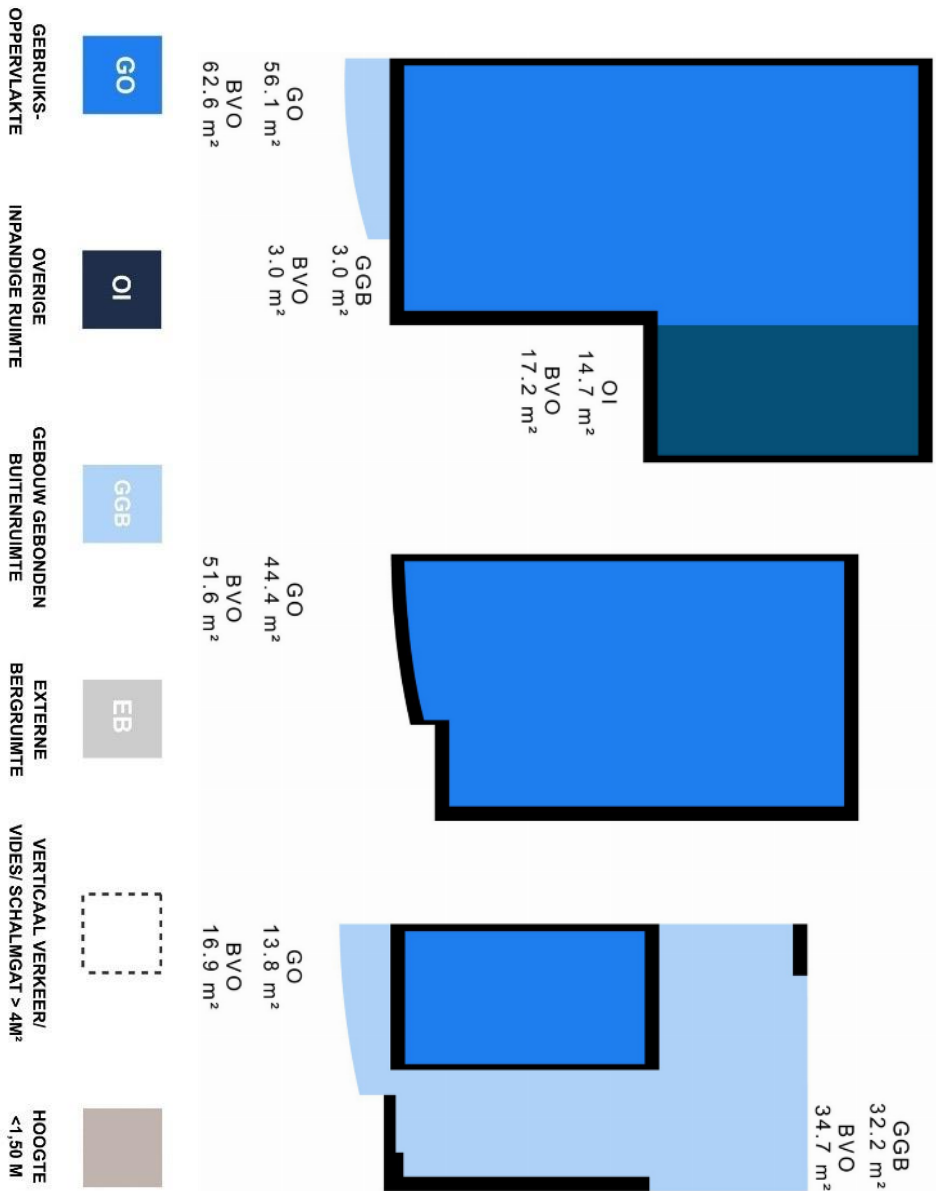 GO
56.1 m²
BVO
62.6 m²
GGB
3.0 m²
BVO
3.0 m²
OI
14.7 m²
BVO
17.2 m²
GO
44.4 m²
BVO
51.6 m²
GO
13.8 m²
BVO
16.9 m²
GGB
32.2 m²
BVO
34.7 m²
GO
GEBRUIKS-
OPPERVLAKTE
OI
OVERIGE
INPANDIGE RUIMTE
GGB
GEBOUW GEBONDEN
BUITENRUIMTE
EB
EXTERNE
BERGRUIMTE
VERTICAAL VERKEER/
VIDES/ SCHALMGAT > 4M²
HOOGTE
<1,50 M